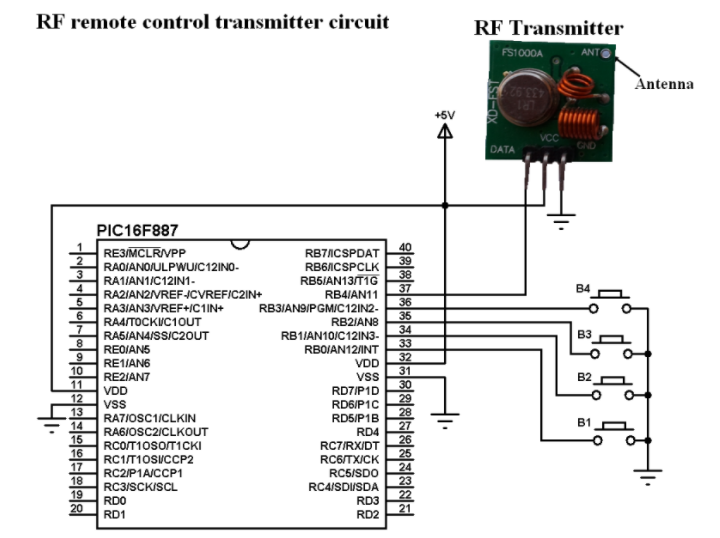 RF remote control transmitter circuit
RF Transmitter
FS1000A
ANT
Antenna
XD-FST
433.92
DATA
VCC
GND
+5V
PIC16F887
1 RE3/MCLR/VPP
2 RA0/AN0/ULPWU/C12IN0-
3 RA1/AN1/C12IN1-
4 RA2/AN2/VREF-/CVREF/C2IN+
5 RA3/AN3/VREF+/C1IN+
6 RA4/T0CKI/C1OUT
7 RA5/AN4/SS/C2OUT
8 RE0/AN5
9 RE1/AN6
10 RE2/AN7
11 VDD
12 VSS
13 RA7/OSC1/CLKIN
14 RA6/OSC2/CLKOUT
15 RC0/T1OSO/T1CKI
16 RC1/T1OSI/CCP2
17 RC2/P1A/CCP1
18 RC3/SCK/SCL
19 RD0
20 RD1
RB7/ICSPDAT 40
RB6/ICSPCLK 39
RB5/AN13/T1G 38
RB4/AN11 37
RB3/AN9/PGM/C12IN2- 36
RB2/AN8 35
RB1/AN10/C12IN3- 34
RB0/AN12/INT 33
VDD 32
VSS 31
RD7/P1D 30
RD6/P1C 29
RD5/P1B 28
RD4 27
RC7/RX/DT 26
RC6/TX/CK 25
RC5/SDO 24
RC4/SDI/SDA 23
RD3 22
RD2 21
B4
B3
B2
B1